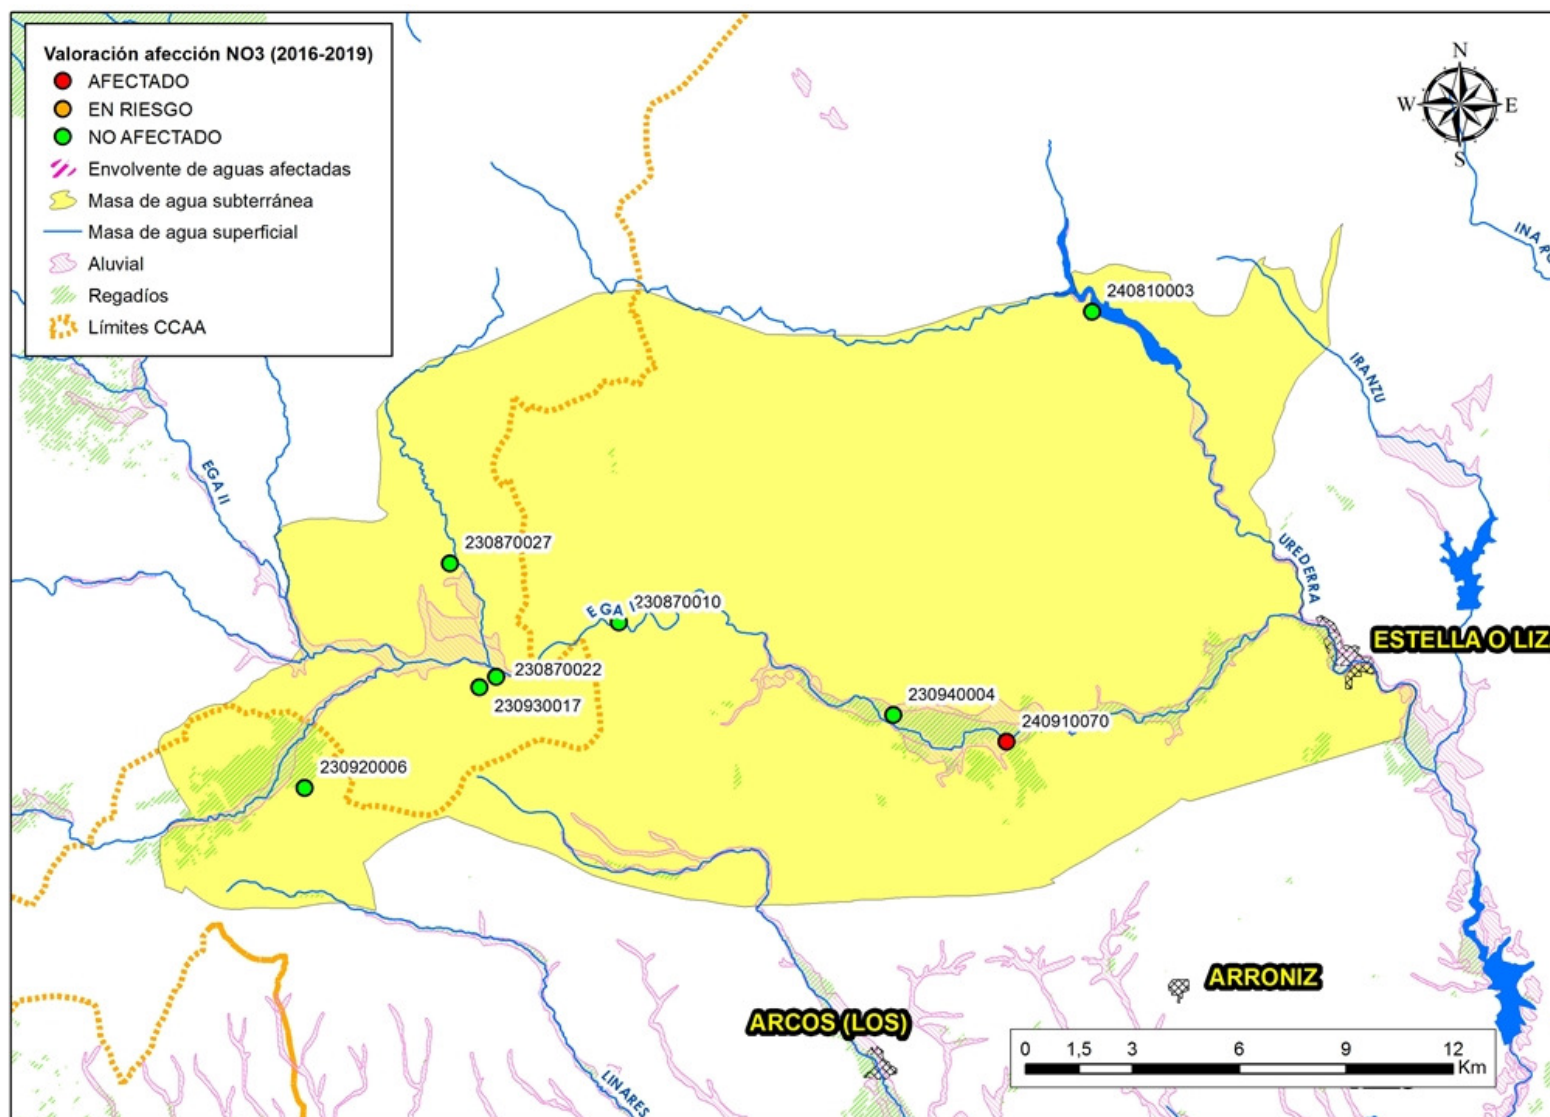 Valoración afección NO3 (2016-2019)
AFECTADO
EN RIESGO
NO AFECTADO
Envolvente de aguas afectadas
Masa de agua subterránea
Masa de agua superficial
Aluvial
Regadíos
Límites CCAA
N
W
E
S
INA RO
240810003
IRANZU
EGA II
230870027
UREDERRA
230870010
EGA I
ESTELLA O LIZ
230870022
230930017
230940004
240910070
230920006
ARRONIZ
ARCOS (LOS)
LINARES
0 1,5 3 6 9 12
Km